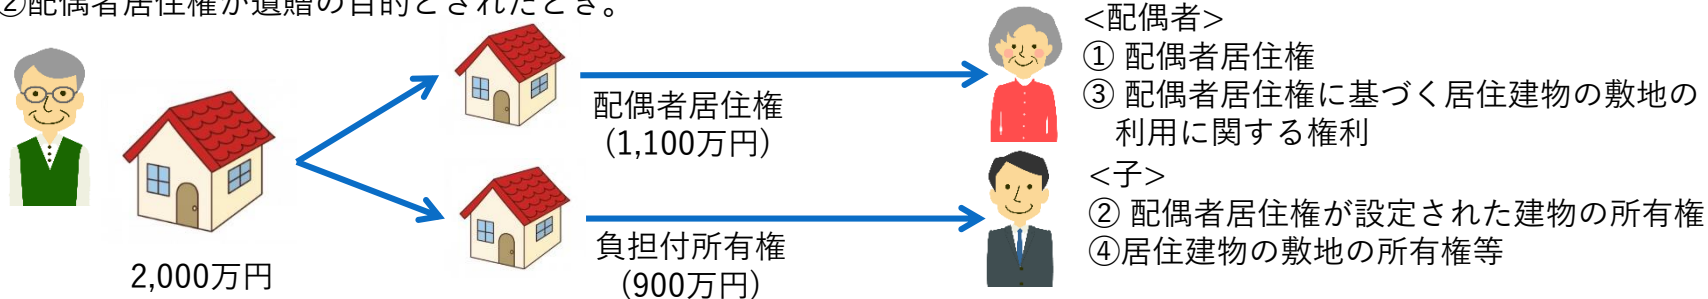 ②配偶者居住権が遺贈の目的とされたとき。
<配偶者>
① 配偶者居住権
③ 配偶者居住権に基づく居住建物の敷地の
利用に関する権利
配偶者居住権
(1,100万円)
<子>
② 配偶者居住権が設定された建物の所有権
④居住建物の敷地の所有権等
負担付所有権
(900万円)
2,000万円